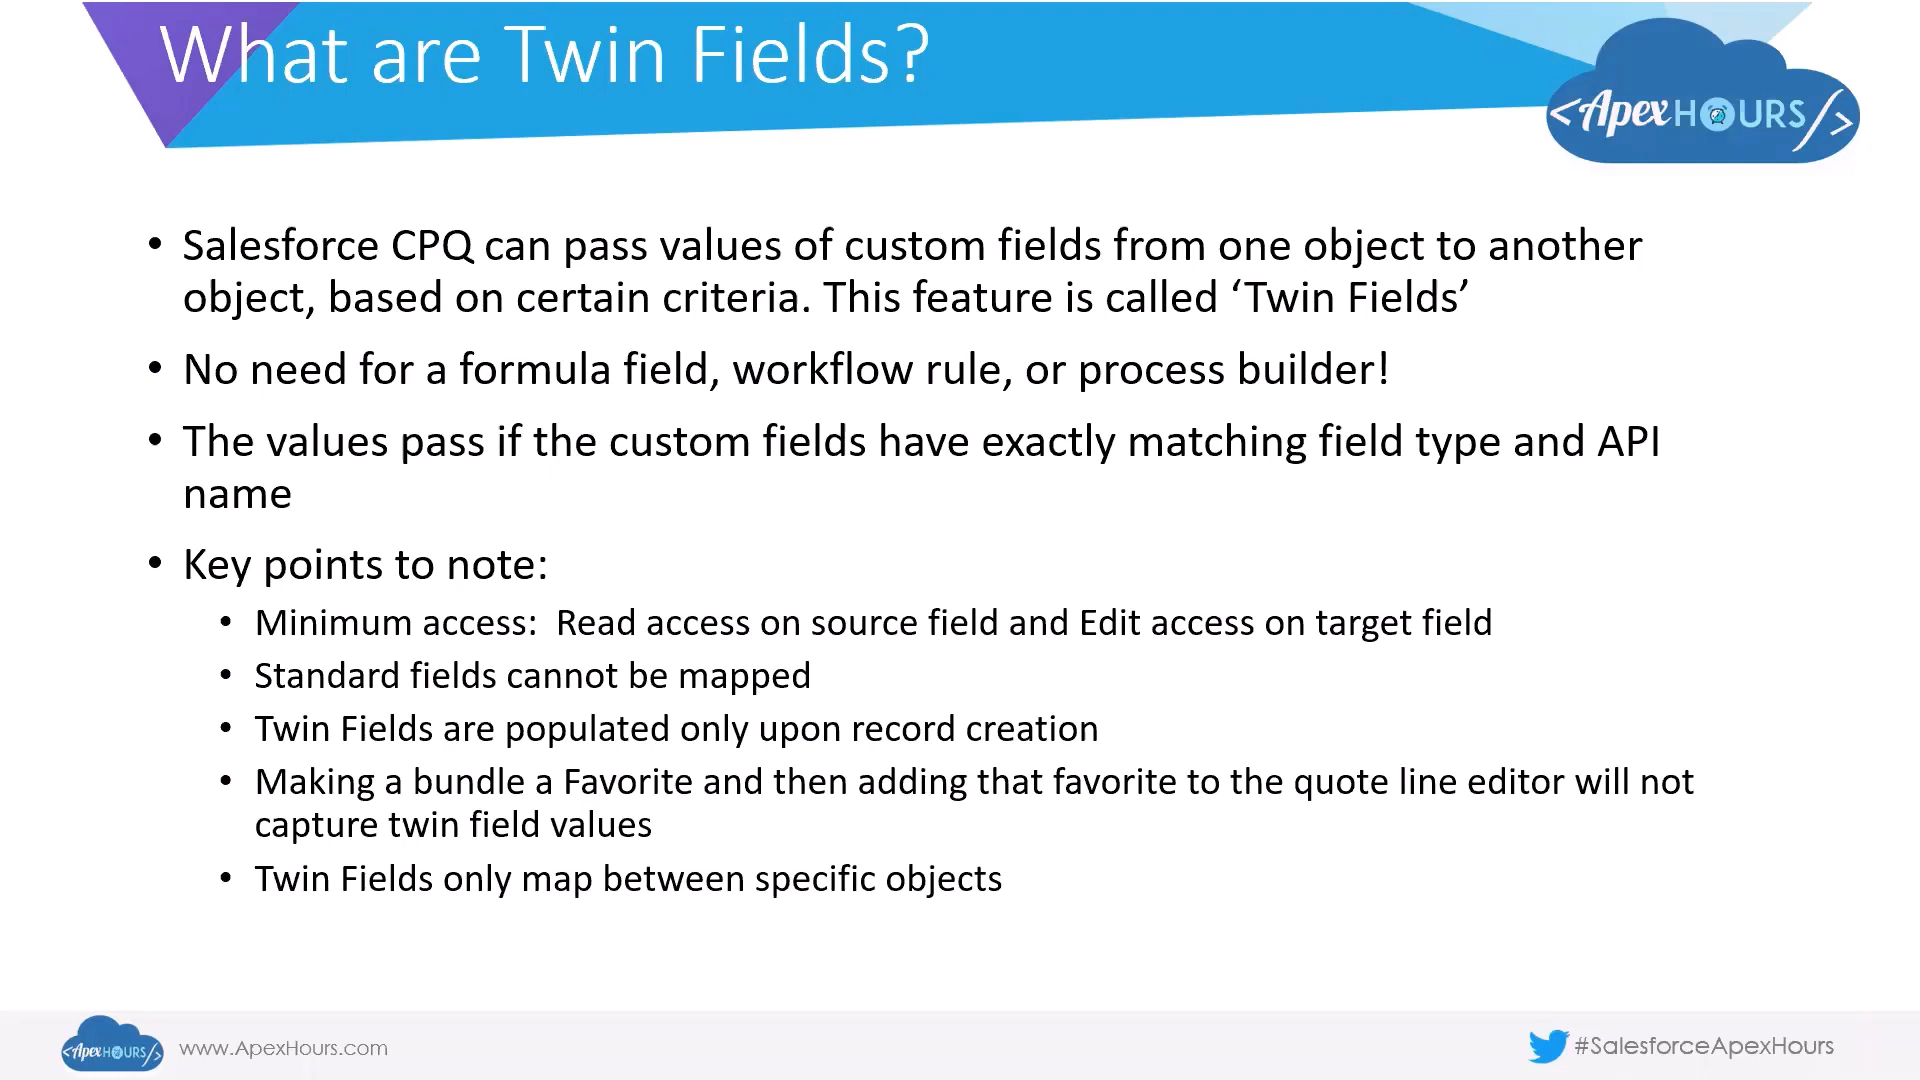 What are Twin Fields?
<ApexHOURS/>
• Salesforce CPQ can pass values of custom fields from one object to another
object, based on certain criteria. This feature is called ‘Twin Fields’
• No need for a formula field, workflow rule, or process builder!
• The values pass if the custom fields have exactly matching field type and API
name
• Key points to note:
• Minimum access:  Read access on source field and Edit access on target field
• Standard fields cannot be mapped
• Twin Fields are populated only upon record creation
• Making a bundle a Favorite and then adding that favorite to the quote line editor will not
capture twin field values
• Twin Fields only map between specific objects
<ApexHOURS/>
www.ApexHours.com
#SalesforceApexHours